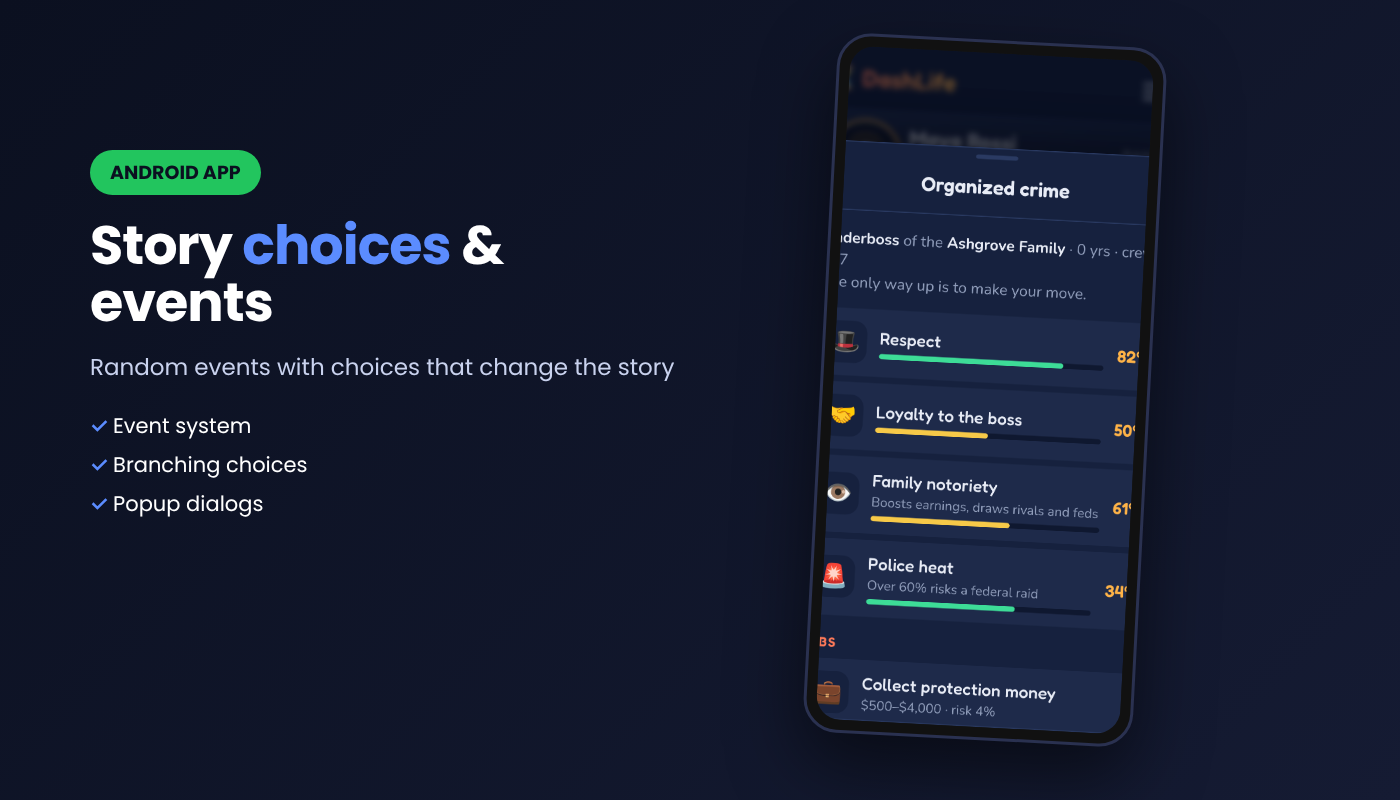 ANDROID APP
Story choices &
events
Random events with choices that change the story
Event system
Branching choices
Popup dialogs
DashLife
Organized crime
nderboss of the Ashgrove Family · 0 yrs · crew
7
e only way up is to make your move.
Respect
82%
Loyalty to the boss
50%
Family notoriety
Boosts earnings, draws rivals and feds
61%
Police heat
Over 60% risks a federal raid
34%
BS
Collect protection money
$500–$4,000 · risk 4%